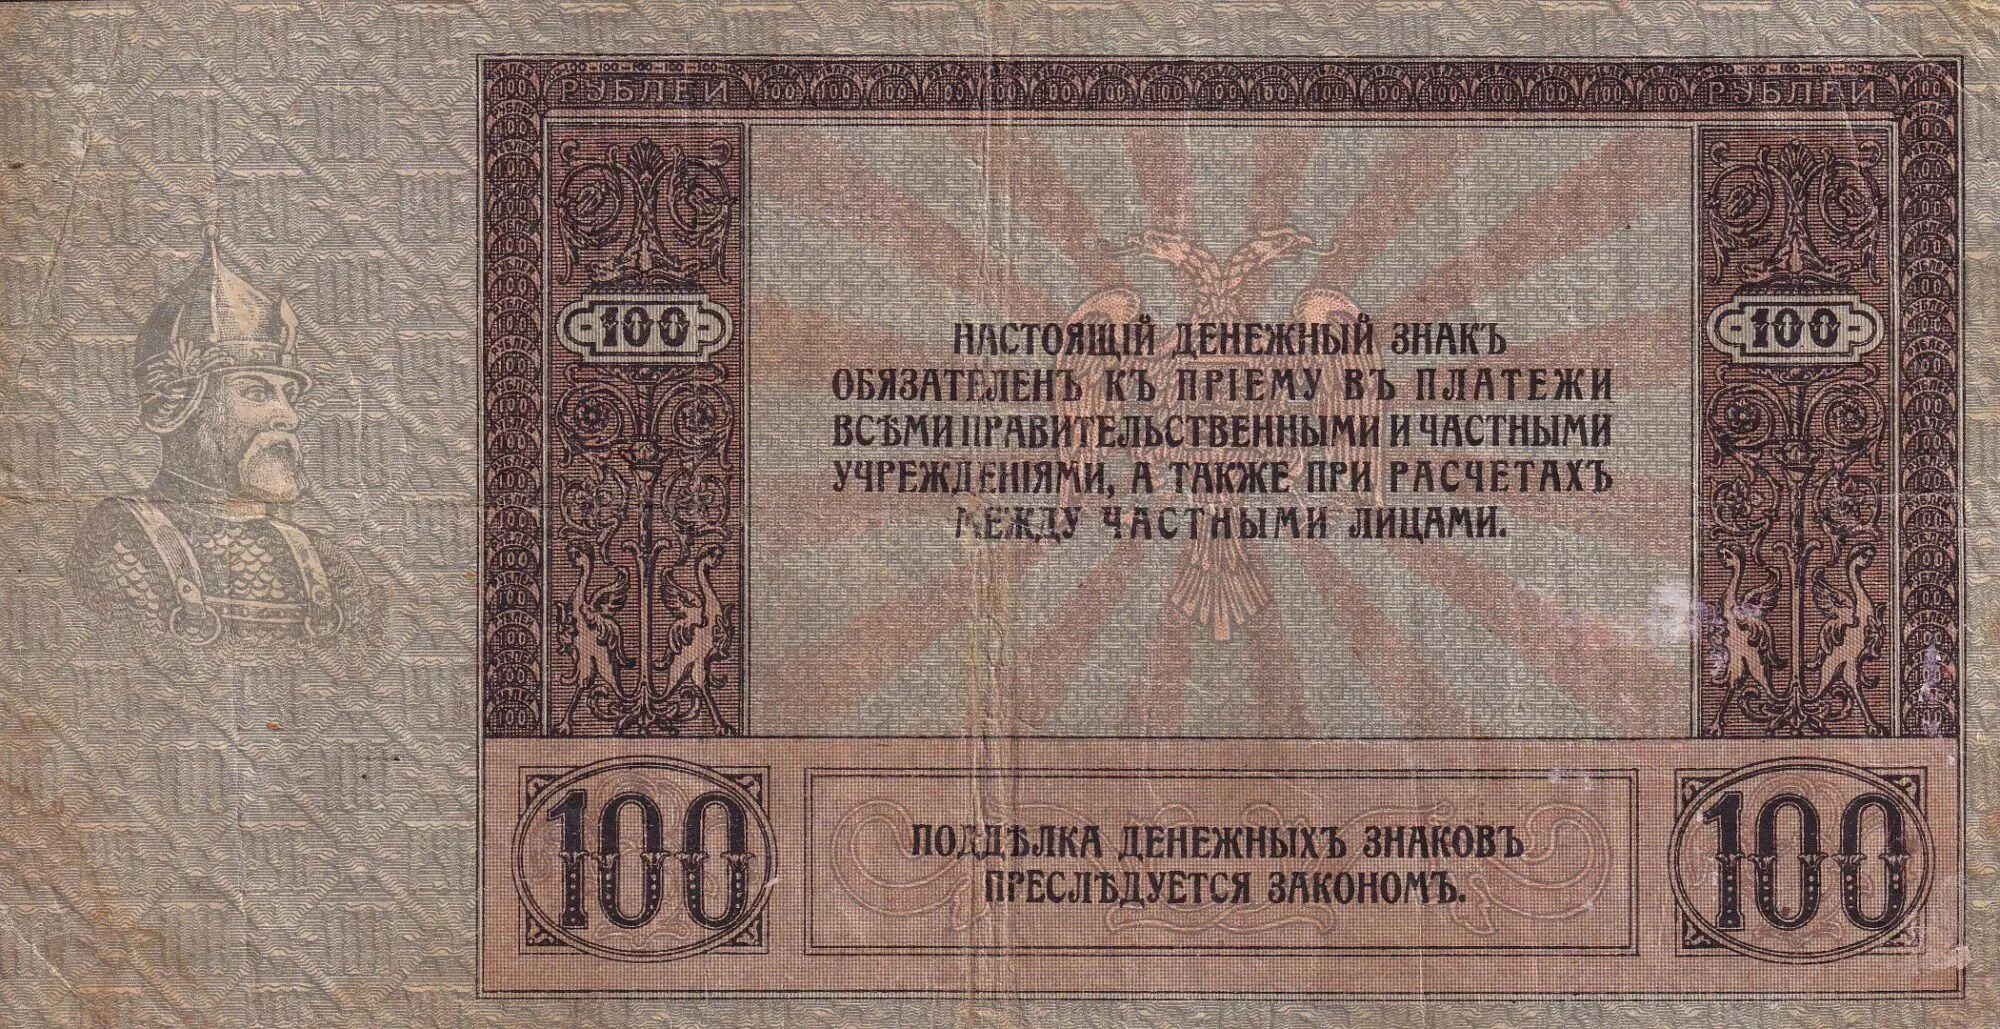 РУБЛЕЙ
РУБЛЕЙ
100
100
НАСТОЯЩІЙ ДЕНЕЖНЫЙ ЗНАКЪ
ОБЯЗАТЕЛЕНЪ КЪ ПРІЕМУ ВЪ ПЛАТЕЖИ
ВСѢМИ ПРАВИТЕЛЬСТВЕННЫМИ И ЧАСТНЫМИ
УЧРЕЖДЕНІЯМИ, А ТАКЖЕ ПРИ РАСЧЕТАХЪ
МЕЖДУ ЧАСТНЫМИ ЛИЦАМИ.
100
100
ПОДДѢЛКА ДЕНЕЖНЫХЪ ЗНАКОВЪ
ПРЕСЛѢДУЕТСЯ ЗАКОНОМЪ.